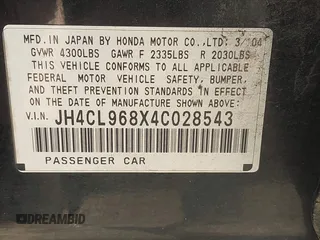 MFD. IN JAPAN BY HONDA MOTOR CO.,LTD: 3/'04
GVWR 4300LBS GAWR F 2335LBS R 2030LBS
THIS VEHICLE CONFORMS TO ALL APPLICABLE
FEDERAL MOTOR VEHICLE SAFETY, BUMPER,
AND THEFT PREVENTION STANDARDS IN EFFECT
ON THE DATE OF MANUFACTURE SHOWN ABOVE.
V.I.N. JH4CL968X4C028543
PASSENGER CAR
DREAMBID